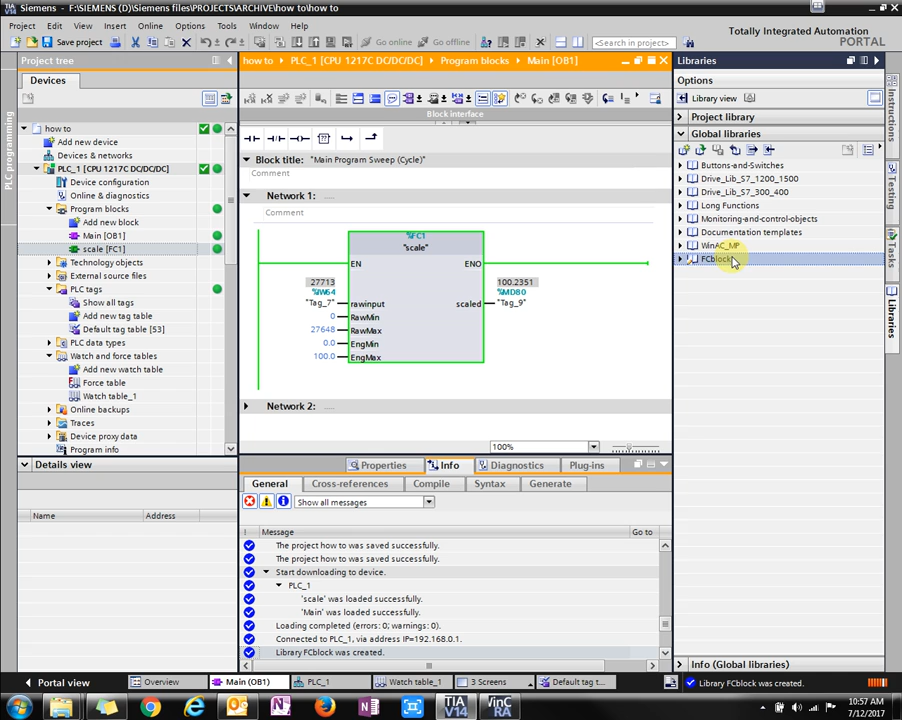 Siemens - F:\SIEMENS (D)\Siemens files\PROJECTS\ARCHIVE\how to\how to
TIA
V14
Project Edit View Insert Online Options Tools Window Help
Totally Integrated Automation
PORTAL
Save project
Go online
Go offline
<Search in project>
Project tree
how to ▸ PLC_1 [CPU 1217C DC/DC/DC] ▸ Program blocks ▸ Main [OB1]
Libraries
Devices
Options
Library view
PLC programming
Block interface
Project library
Global libraries
how to
Add new device
Devices & networks
PLC_1 [CPU 1217C DC/DC/DC]
Device configuration
Online & diagnostics
Program blocks
Add new block
Main [OB1]
scale [FC1]
Technology objects
External source files
PLC tags
Show all tags
Add new tag table
Default tag table [53]
PLC data types
Watch and force tables
Add new watch table
Force table
Watch table_1
Online backups
Traces
Device proxy data
Program info
Block title: "Main Program Sweep (Cycle)"
Comment
Network 1:
Comment
%FC1
"scale"
EN
ENO
27713
%IW64
"Tag_7"
rawinput
0
RawMin
27648
RawMax
0.0
EngMin
100.0
EngMax
scaled
100.2351
%MD80
"Tag_9"
Network 2:
100%
Buttons-and-Switches
Drive_Lib_S7_1200_1500
Drive_Lib_S7_300_400
Long Functions
Monitoring-and-control-objects
Documentation templates
WinAC_MP
FCblock
Instructions
Testing
Tasks
Libraries
Details view
Name
Address
Properties
Info
Diagnostics
Plug-ins
General
Cross-references
Compile
Syntax
Generate
Show all messages
! Message
Go to
The project how to was saved successfully.
The project how to was saved successfully.
Start downloading to device.
PLC_1
'scale' was loaded successfully.
'Main' was loaded successfully.
Loading completed (errors: 0; warnings: 0).
Connected to PLC_1, via address IP=192.168.0.1.
Library FCblock was created.
Info (Global libraries)
Portal view
Overview
Main (OB1)
PLC_1
Watch table_1
3 Screens
Default tag t...
Library FCblock was created.
TIA
V14
VinC
RA
10:57 AM
7/12/2017